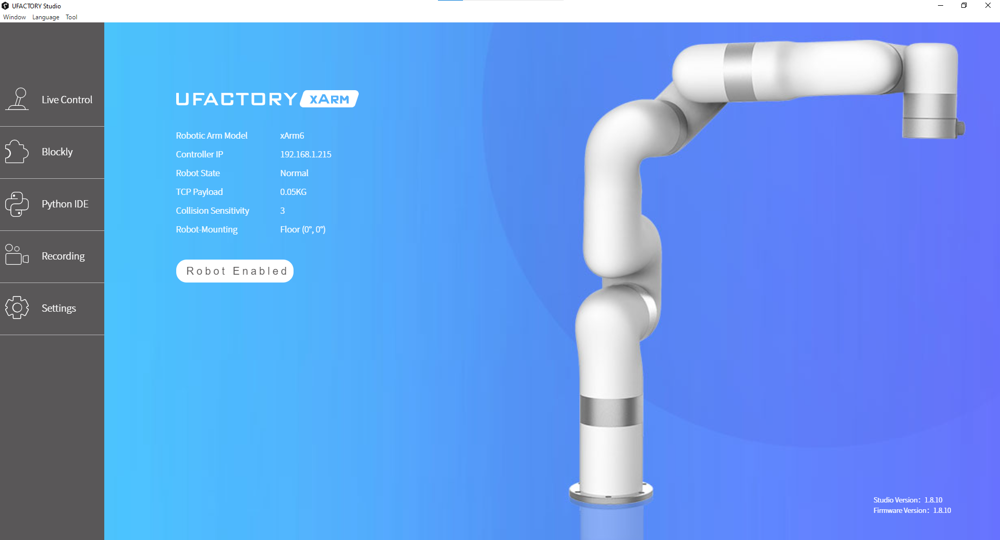 UFACTORY Studio
Window Language Tool
Live Control
Blockly
Python IDE
Recording
Settings
UFACTORY xARM
Robotic Arm Model xArm6
Controller IP 192.168.1.215
Robot State Normal
TCP Payload 0.05KG
Collision Sensitivity 3
Robot-Mounting Floor (0°, 0°)
Robot Enabled
Studio Version: 1.8.10
Firmware Version: 1.8.10